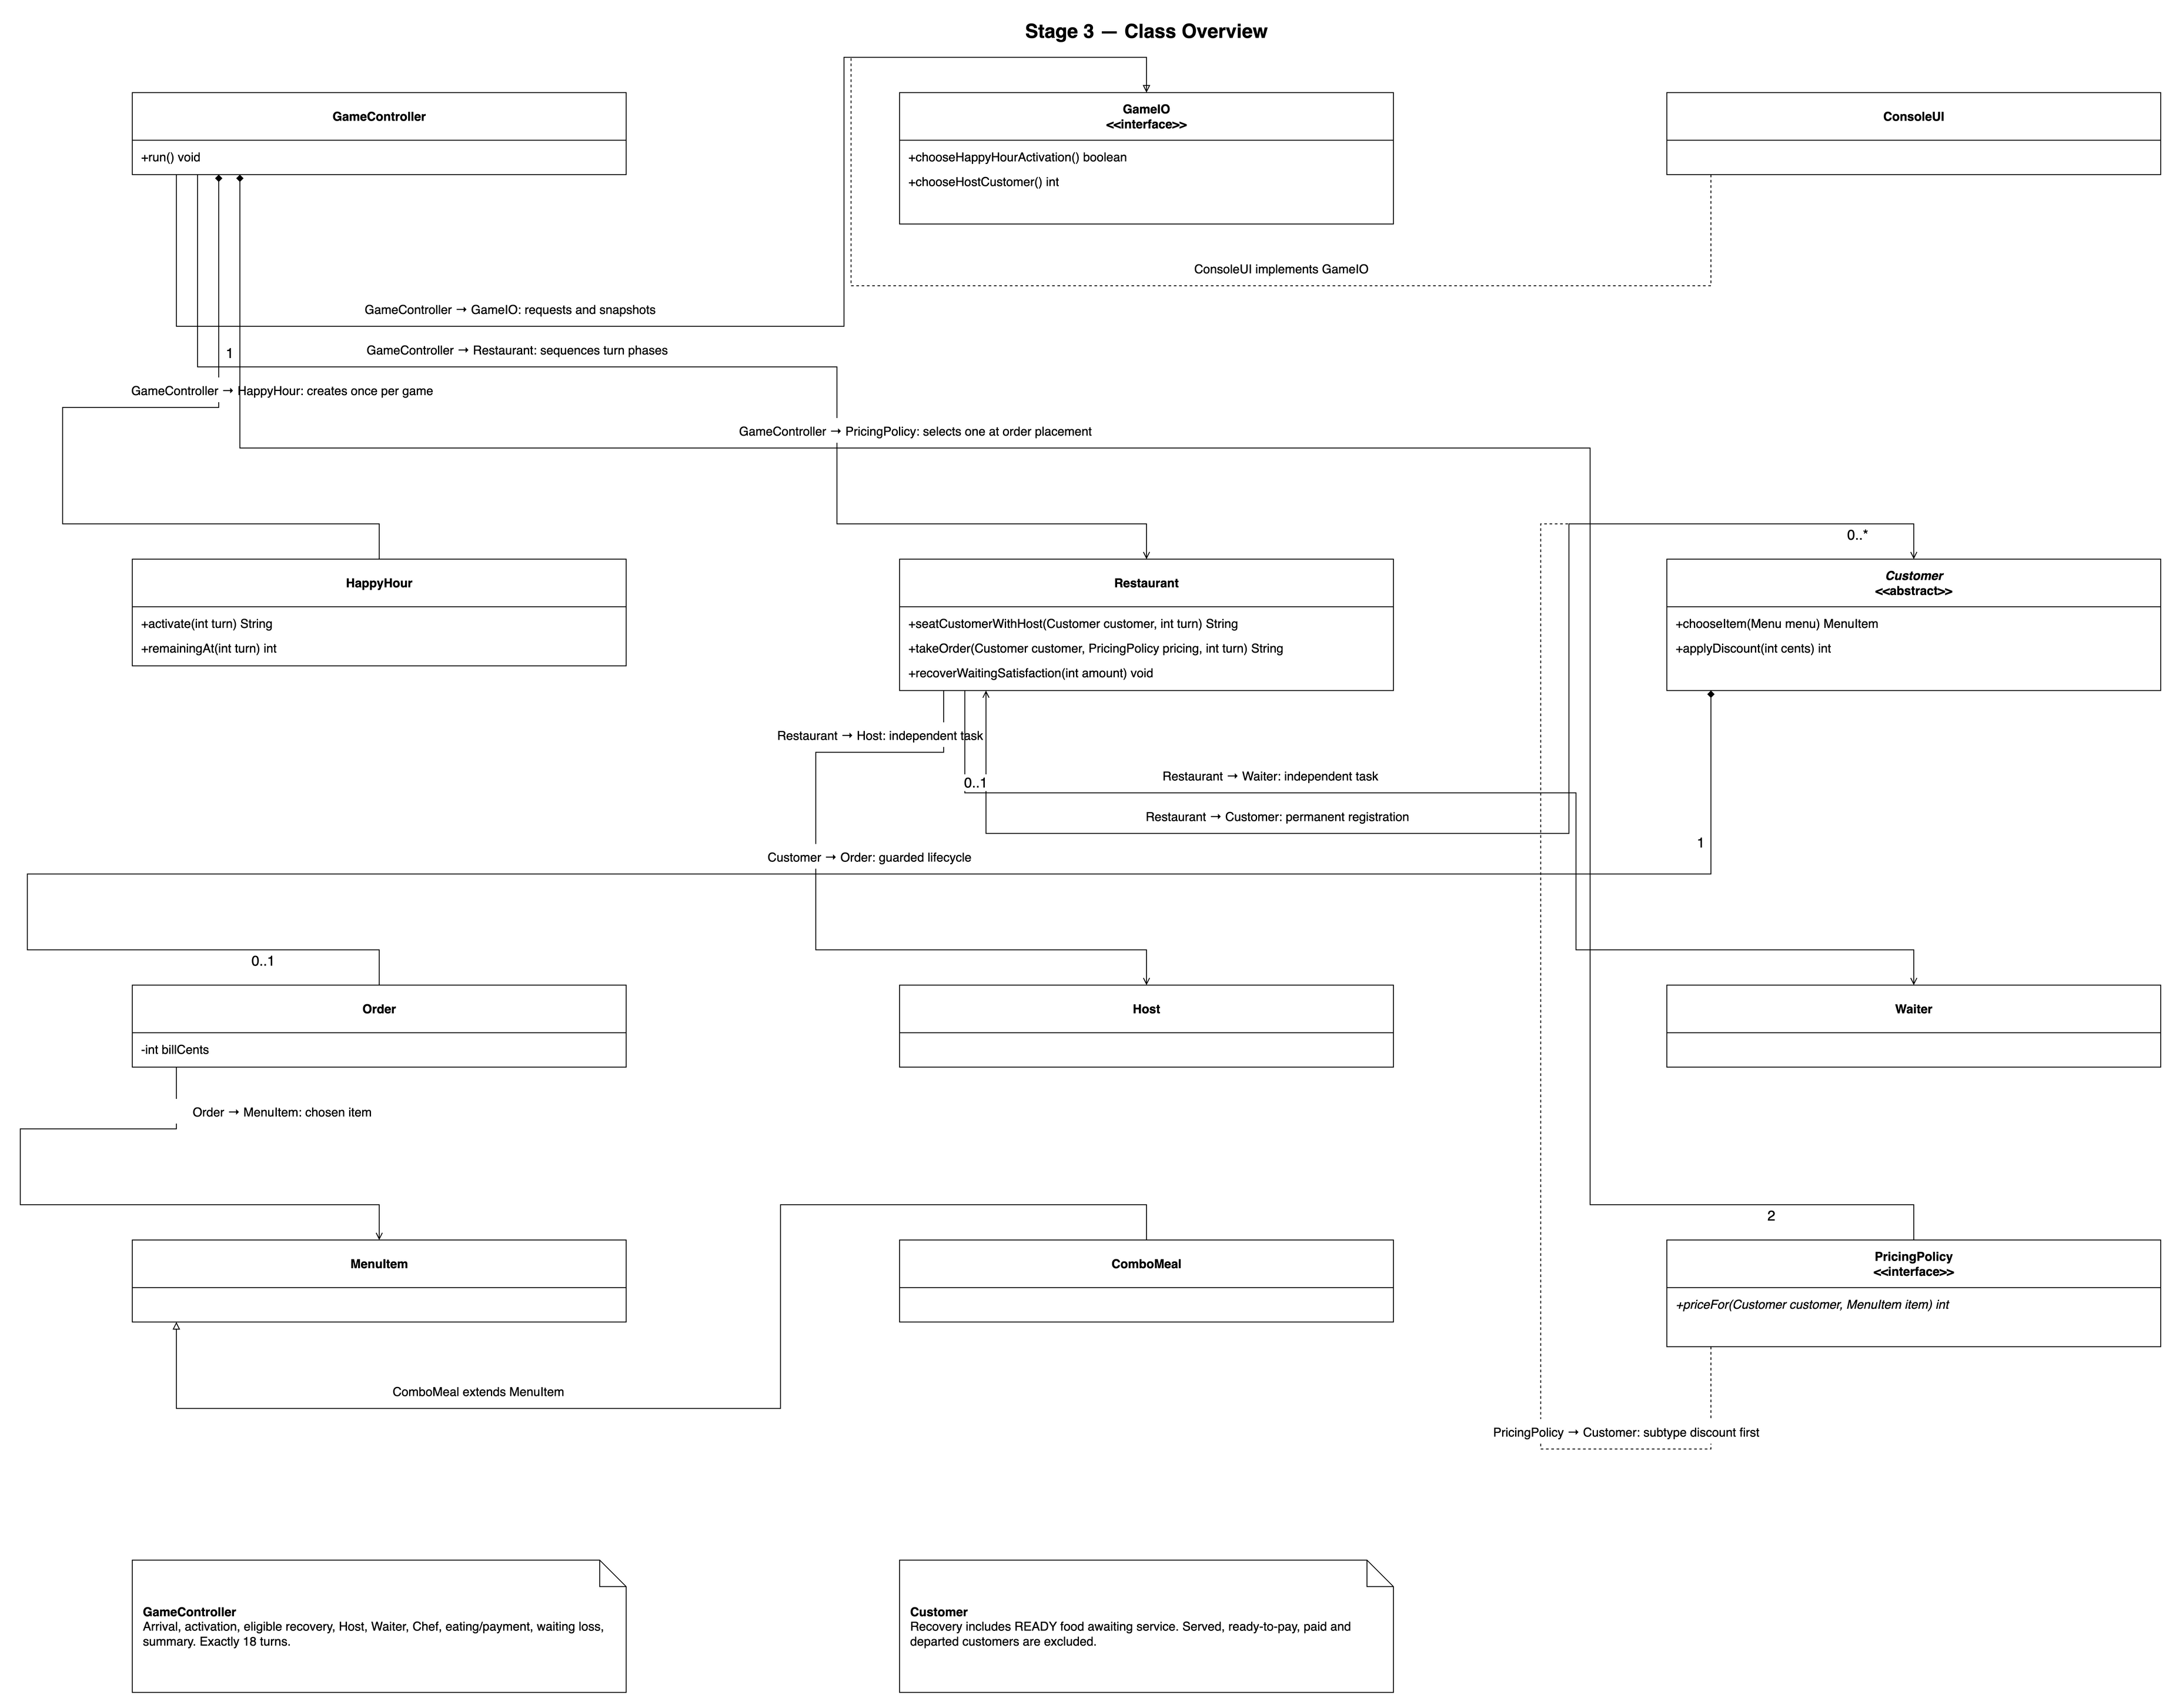 Stage 3 — Class Overview
GameController
+run() void
GameIO
<<interface>>
+chooseHappyHourActivation() boolean
+chooseHostCustomer() int
ConsoleUI
ConsoleUI implements GameIO
GameController → GameIO: requests and snapshots
1
GameController → Restaurant: sequences turn phases
GameController → HappyHour: creates once per game
GameController → PricingPolicy: selects one at order placement
HappyHour
+activate(int turn) String
+remainingAt(int turn) int
Restaurant
+seatCustomerWithHost(Customer customer, int turn) String
+takeOrder(Customer customer, PricingPolicy pricing, int turn) String
+recoverWaitingSatisfaction(int amount) void
0..*
Customer
<<abstract>>
+chooseItem(Menu menu) MenuItem
+applyDiscount(int cents) int
Restaurant → Host: independent task
0..1
Restaurant → Waiter: independent task
Restaurant → Customer: permanent registration
1
Customer → Order: guarded lifecycle
0..1
Order
-int billCents
Host
Waiter
Order → MenuItem: chosen item
2
MenuItem
ComboMeal
PricingPolicy
<<interface>>
+priceFor(Customer customer, MenuItem item) int
ComboMeal extends MenuItem
PricingPolicy → Customer: subtype discount first
GameController
Arrival, activation, eligible recovery, Host, Waiter, Chef, eating/payment, waiting loss,
summary. Exactly 18 turns.
Customer
Recovery includes READY food awaiting service. Served, ready-to-pay, paid and
departed customers are excluded.